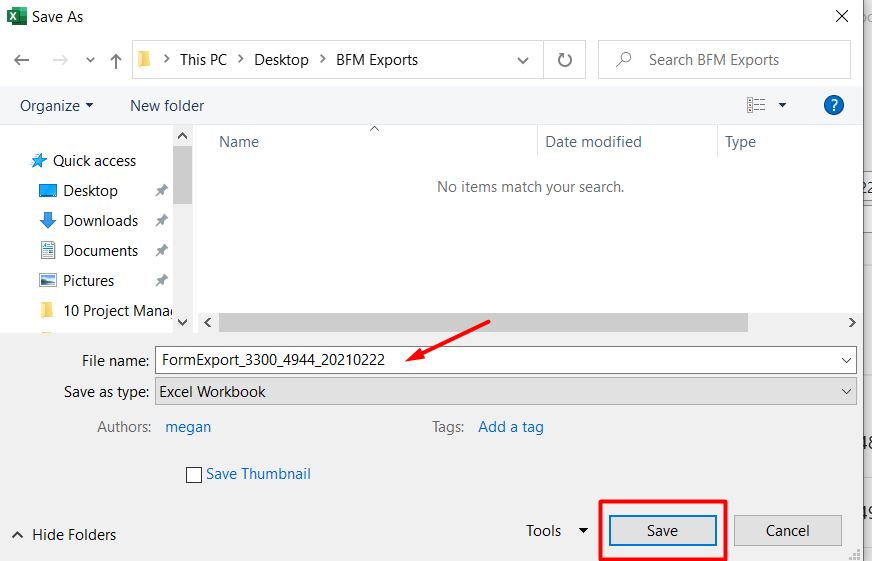 Save As
This PC > Desktop > BFM Exports
Search BFM Exports
Organize
New folder
?
Name
Date modified
Type
No items match your search.
Quick access
Desktop
Downloads
Documents
Pictures
10 Project Mana
File name: FormExport_3300_4944_20210222
Save as type: Excel Workbook
Authors: megan
Tags: Add a tag
Save Thumbnail
Hide Folders
Tools
Save
Cancel